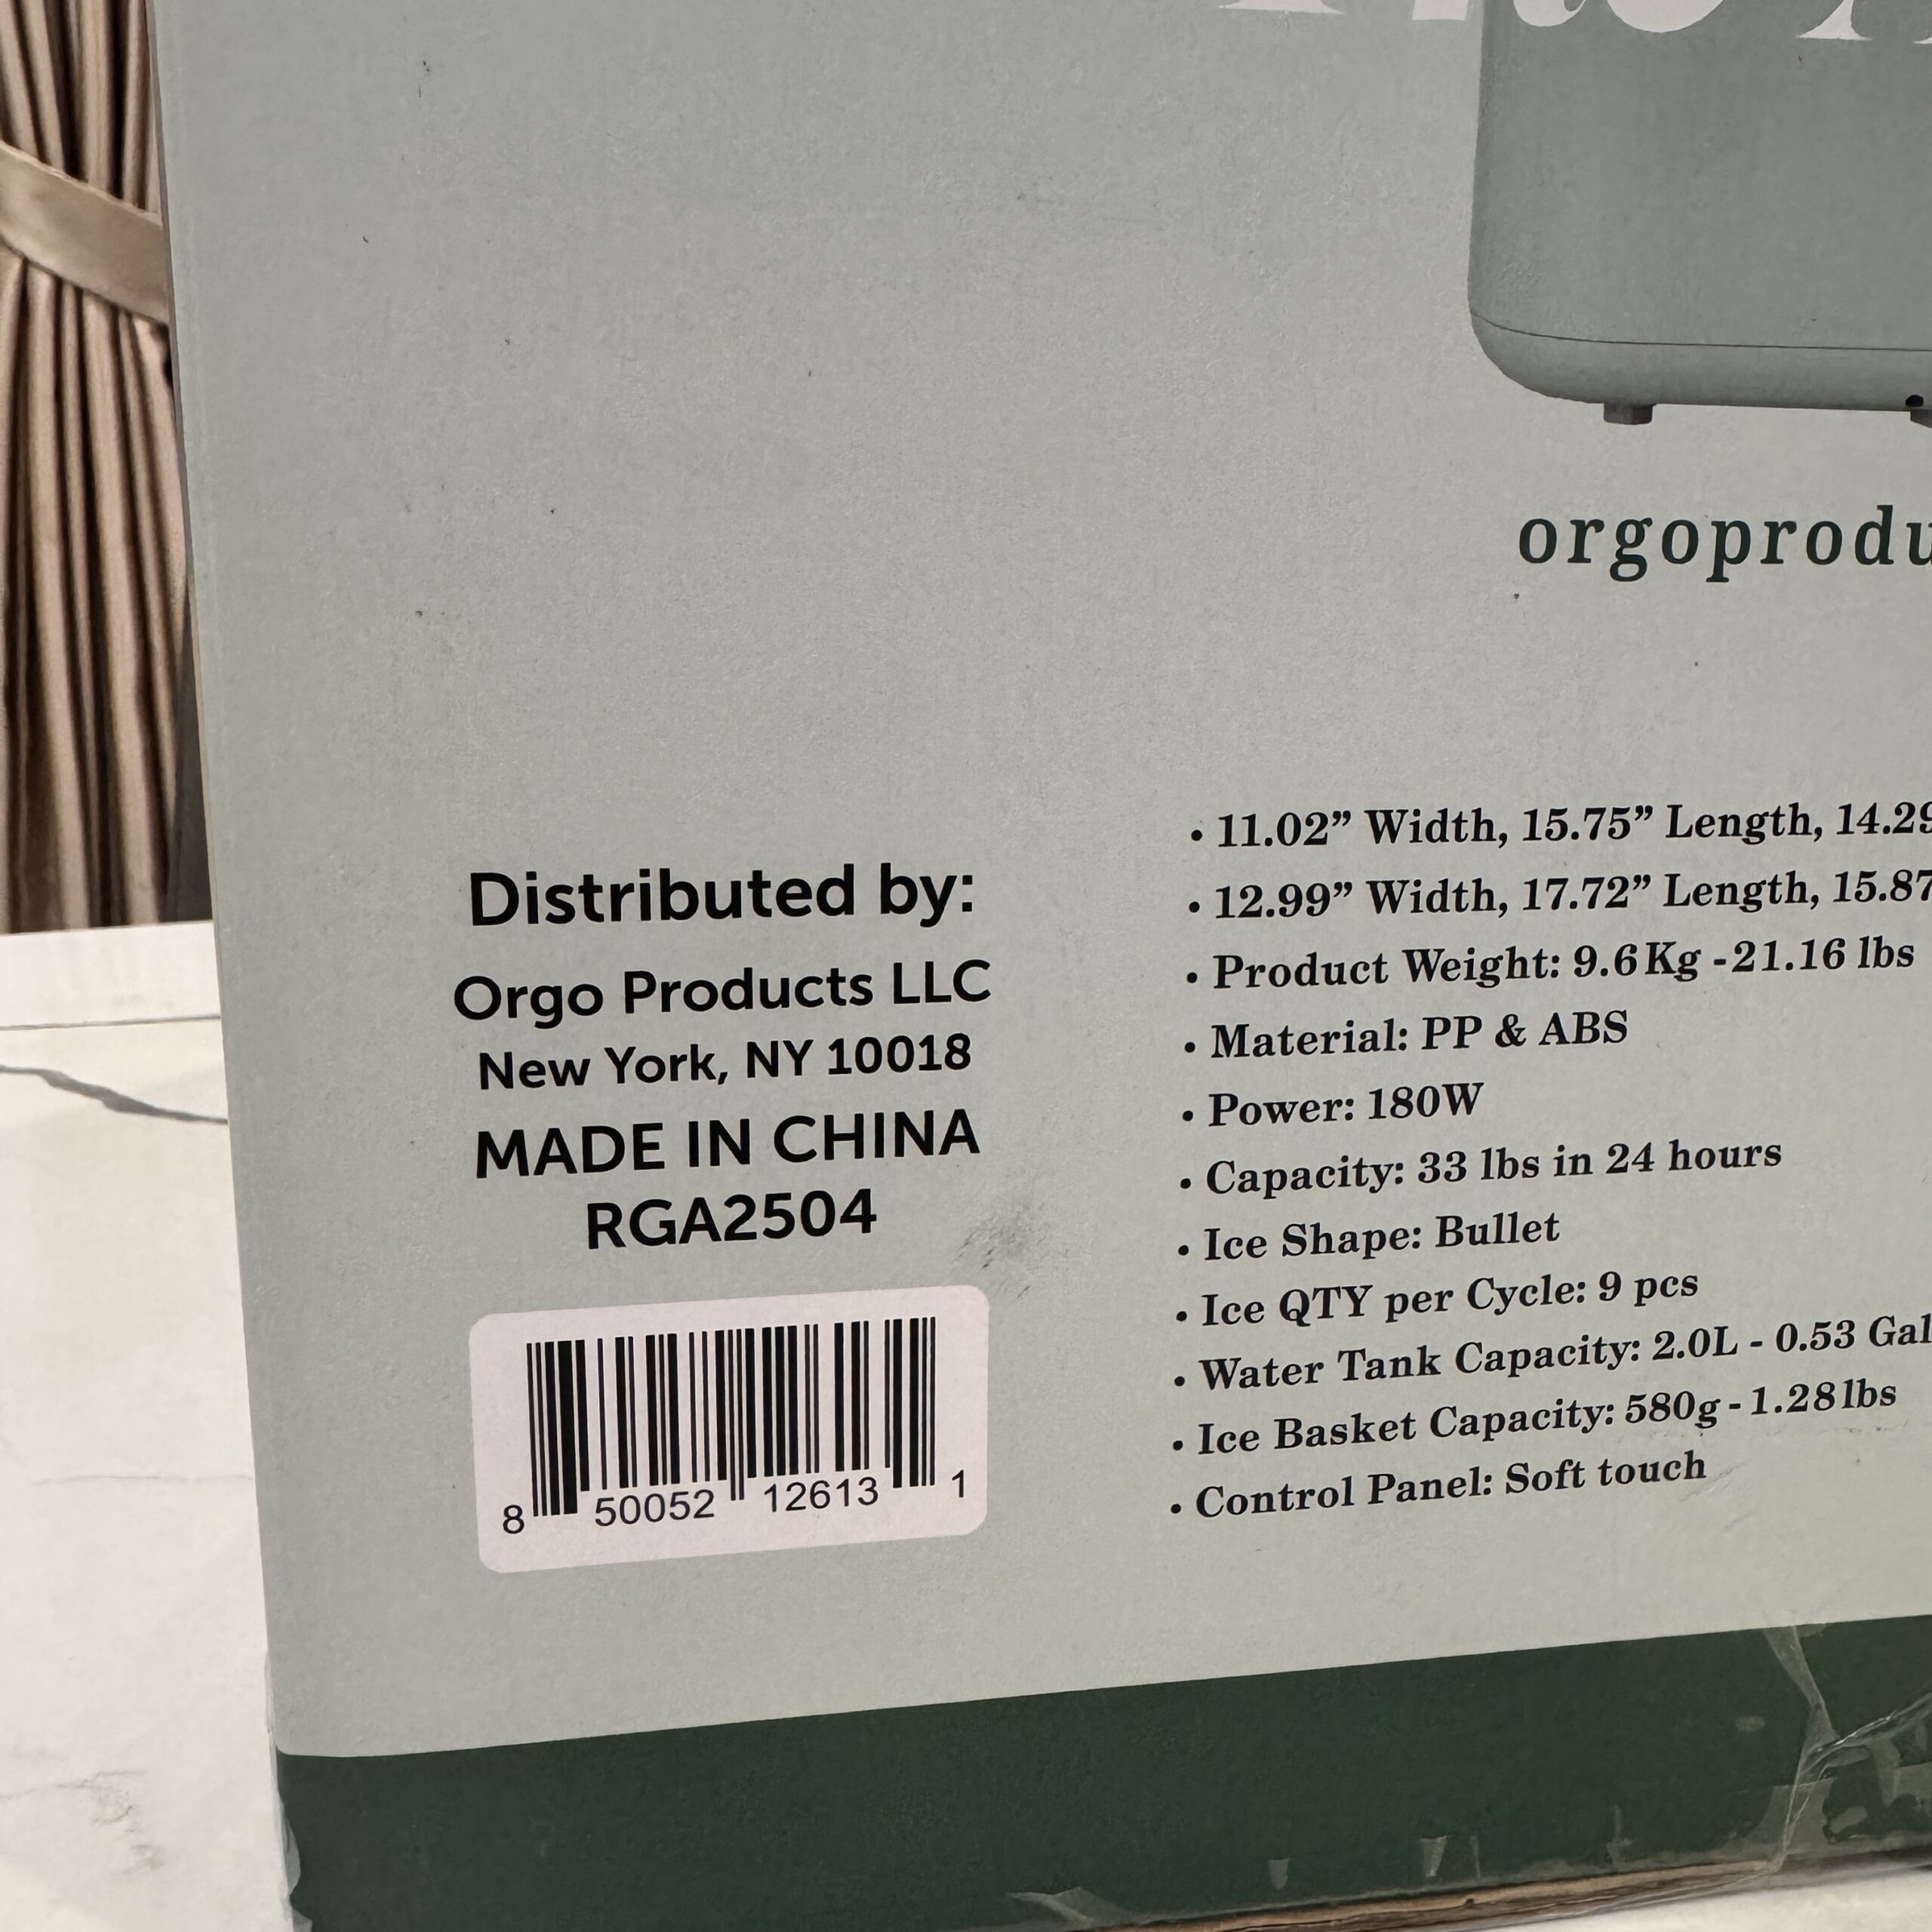 orgoprodu
Distributed by:
Orgo Products LLC
New York, NY 10018
MADE IN CHINA
RGA2504
8 50052 12613 1
• 11.02” Width, 15.75” Length, 14.29
• 12.99” Width, 17.72” Length, 15.87
• Product Weight: 9.6Kg - 21.16 lbs
• Material: PP & ABS
• Power: 180W
• Capacity: 33 lbs in 24 hours
• Ice Shape: Bullet
• Ice QTY per Cycle: 9 pcs
• Water Tank Capacity: 2.0L - 0.53 Gal
• Ice Basket Capacity: 580g - 1.28 lbs
• Control Panel: Soft touch